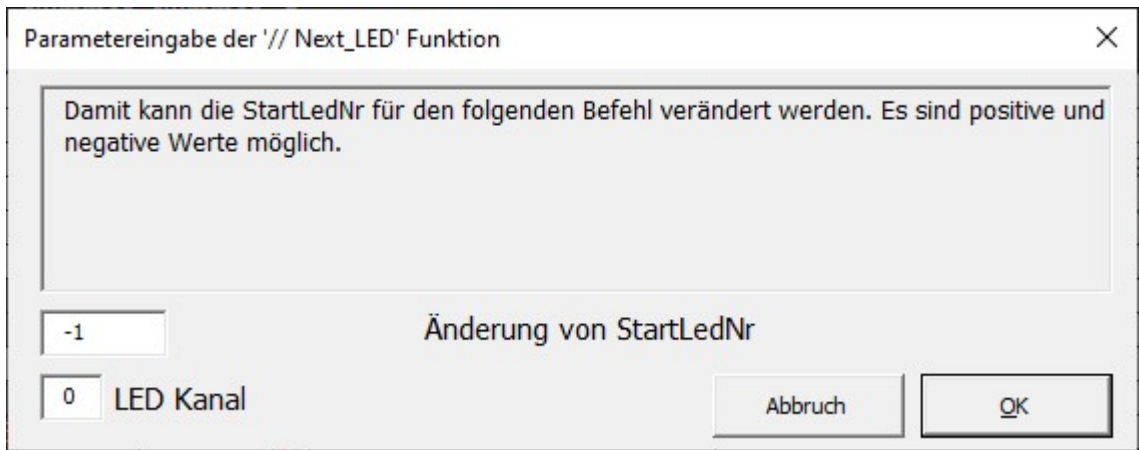 Parametereingabe der '// Next_LED' Funktion
Damit kann die StartLedNr für den folgenden Befehl verändert werden. Es sind positive und
negative Werte möglich.
-1 Änderung von StartLedNr
0 LED Kanal Abbruch OK